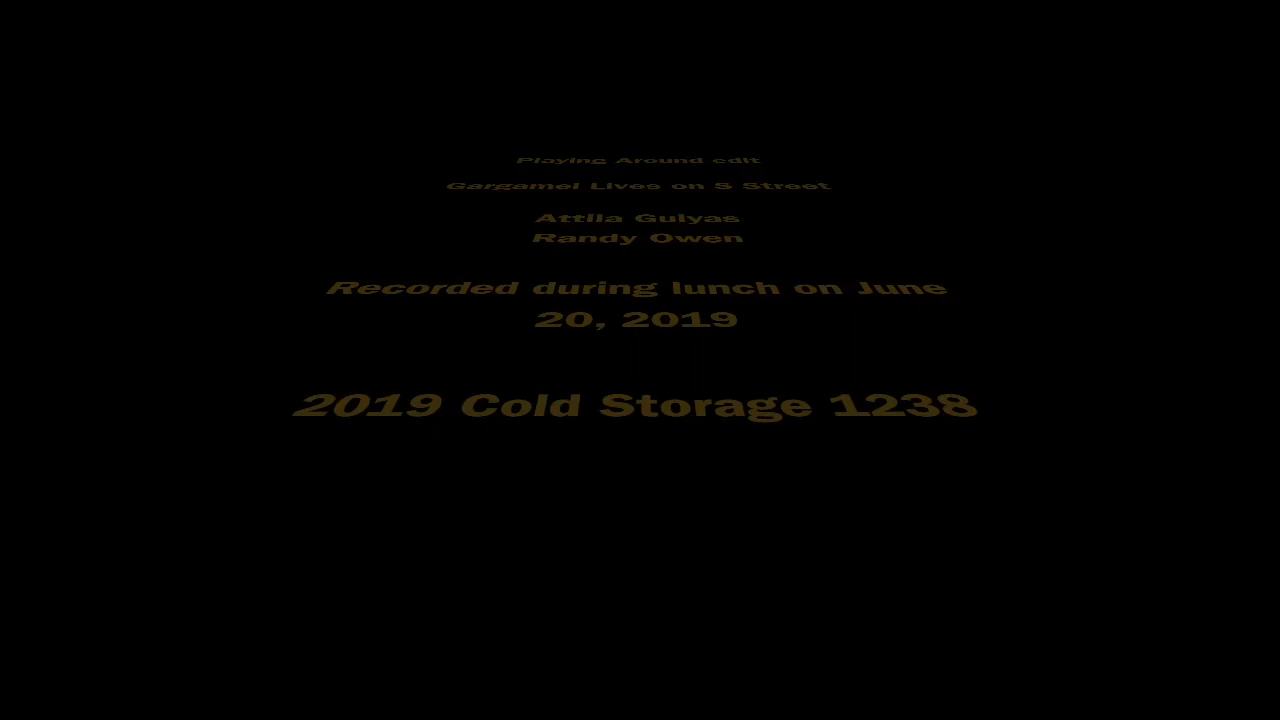 Playing Around edit
Gargamel Lives on S Street
Attila Gulyas
Randy Owen
Recorded during lunch on June
20, 2019
2019 Cold Storage 1238